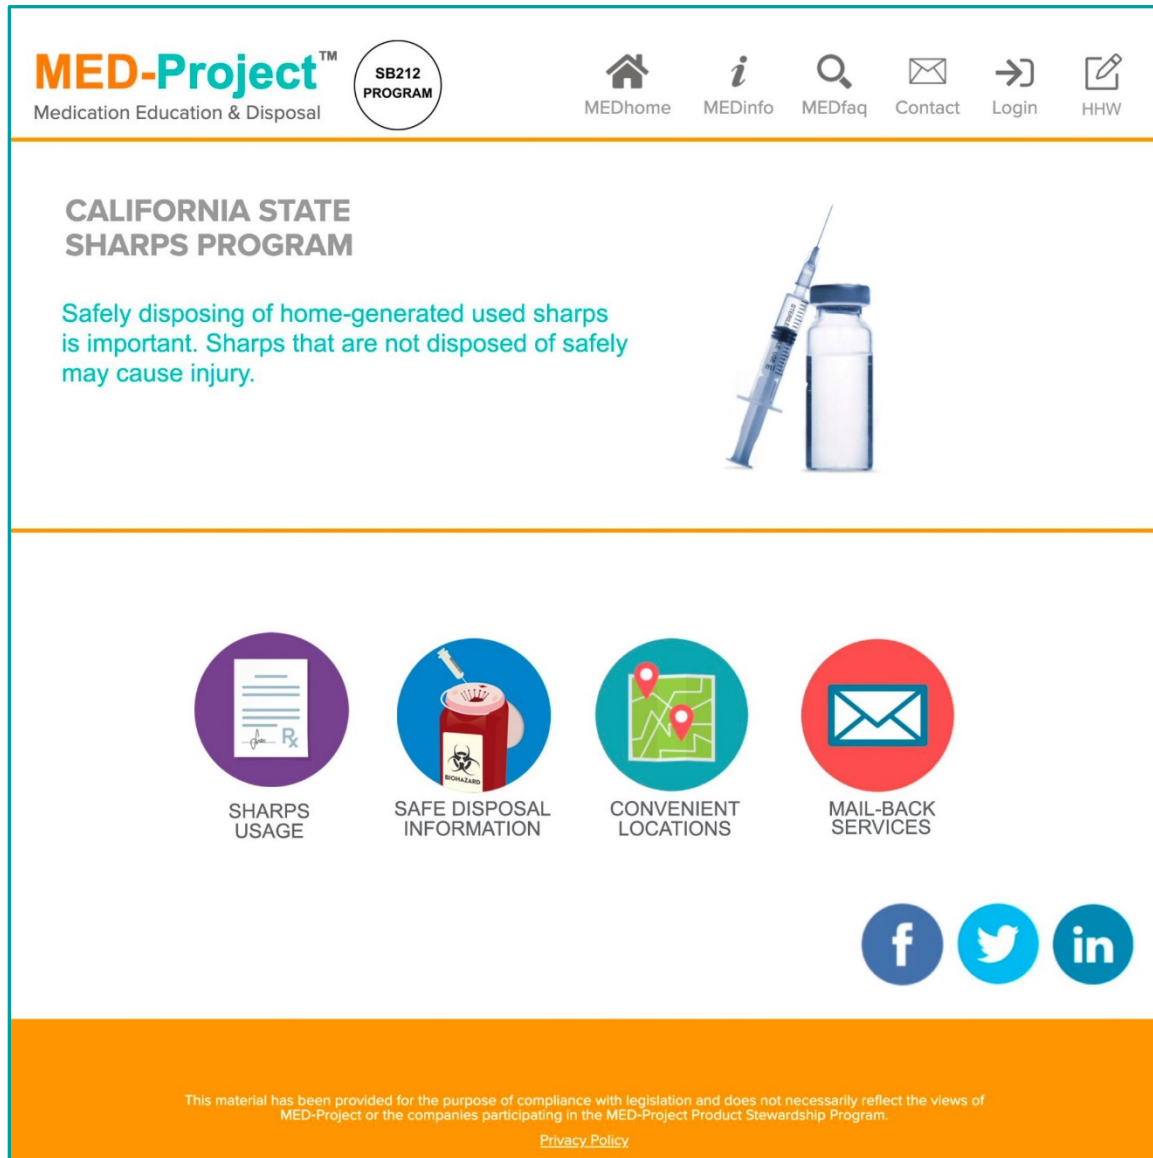 MED-Project™
Medication Education & Disposal
SB212
PROGRAM
MEDhome
MEDinfo
MEDfaq
Contact
Login
HHW
CALIFORNIA STATE
SHARPS PROGRAM
Safely disposing of home-generated used sharps
is important. Sharps that are not disposed of safely
may cause injury.
STERILE
Rx
BIOHAZARD
SHARPS
USAGE
SAFE DISPOSAL
INFORMATION
CONVENIENT
LOCATIONS
MAIL-BACK
SERVICES
f
in
This material has been provided for the purpose of compliance with legislation and does not necessarily reflect the views of
MED-Project or the companies participating in the MED-Project Product Stewardship Program.
Privacy Policy